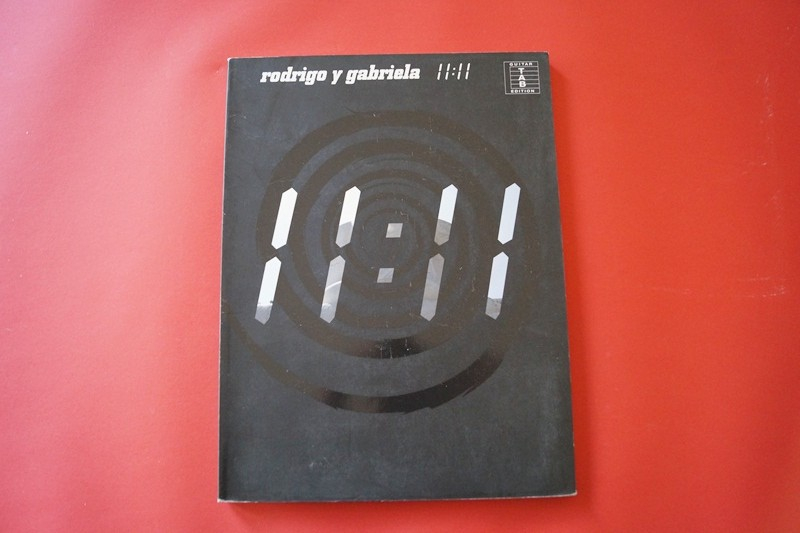 rodrigo y gabriela 11:11
GUITAR
TAB
EDITION
11:11